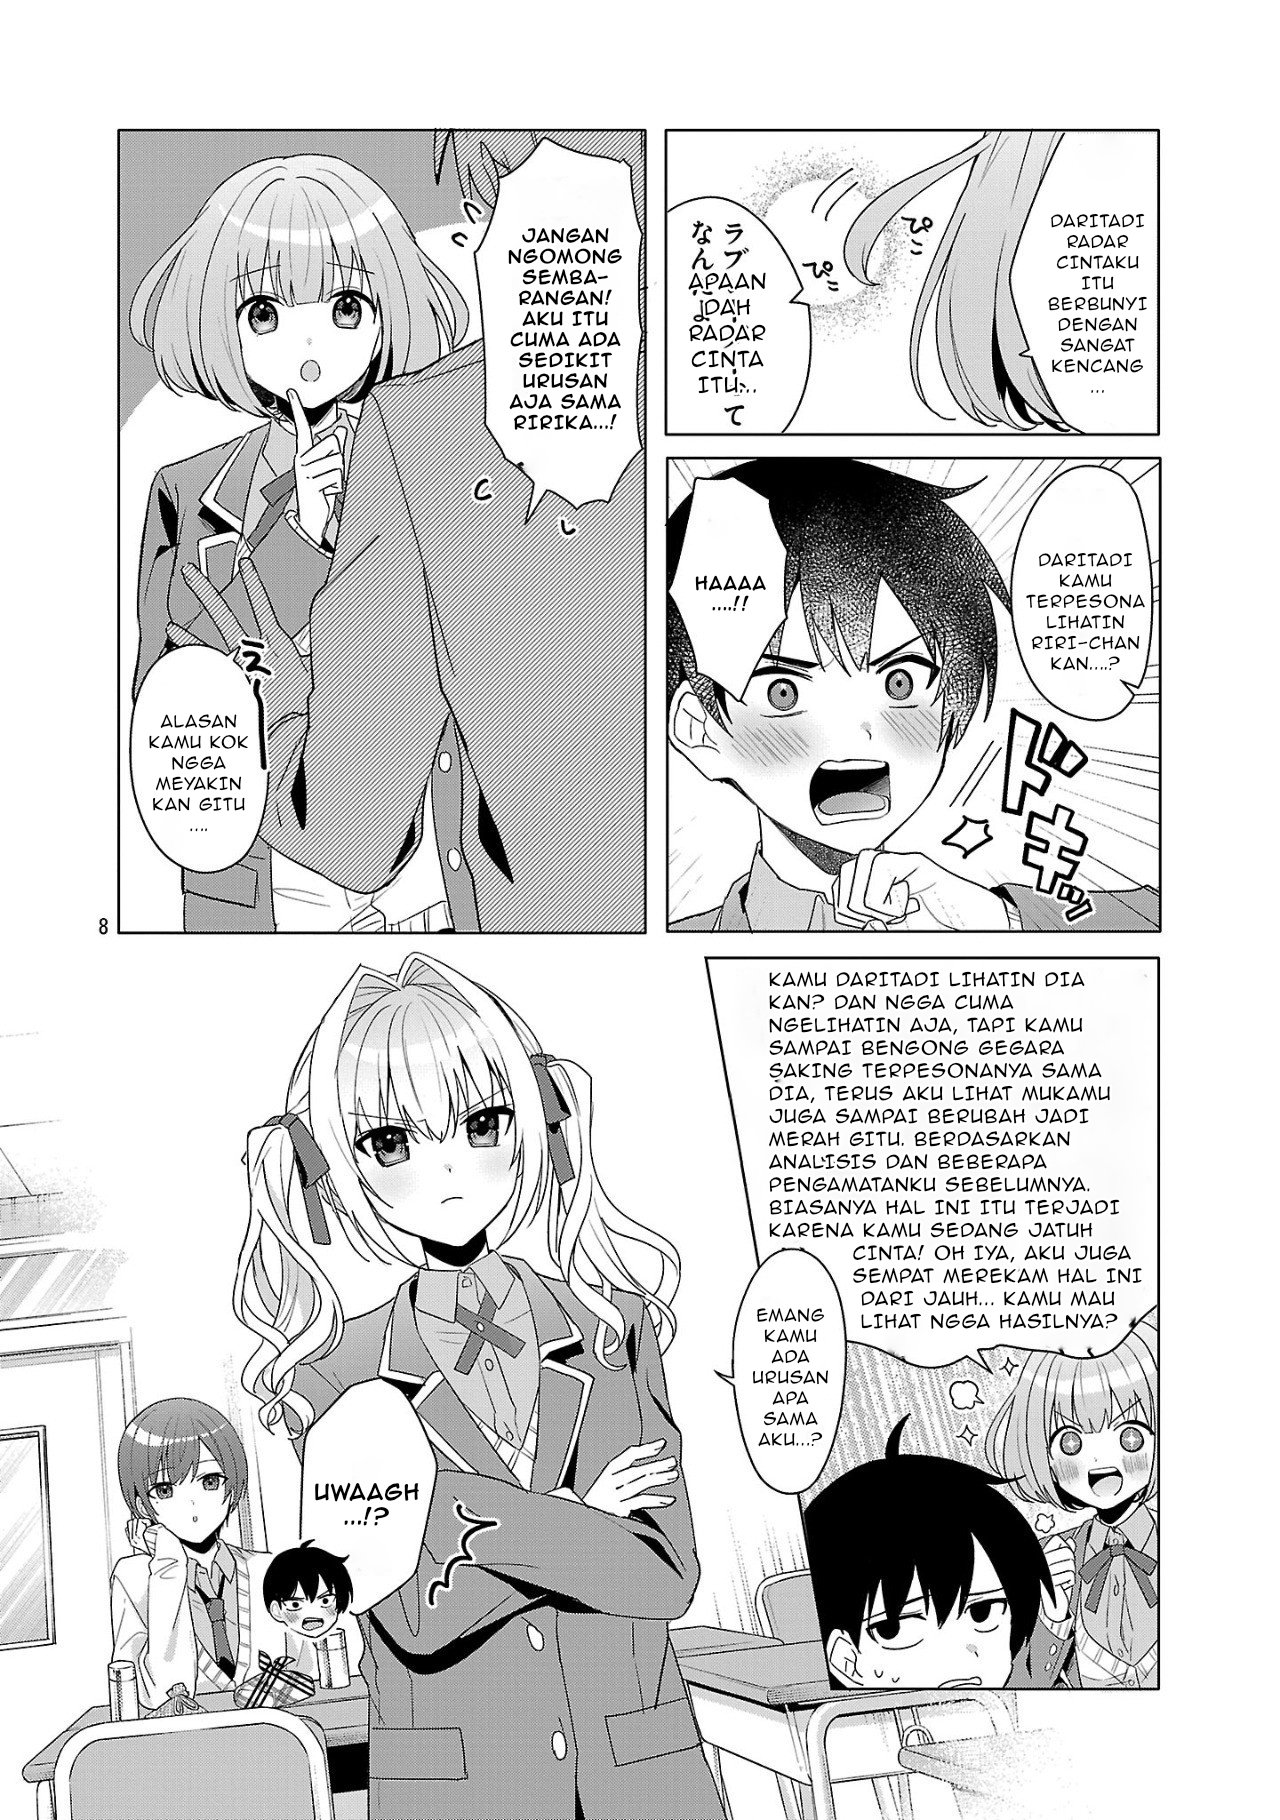 DARITADI
RADAR
CINTAKU
ITU
BERBUNYI
DENGAN
SANGAT
KENCANG
...
ぴこ
ぴこ
APAAN
DAH
RADAR
CINTA
ITU...
ラブ
て
なん
DARITADI
KAMU
TERPESONA
LIHATIN
RIRI-CHAN
KAN....?
HAAAA
....!!
ドキッ
JANGAN
NGOMONG
SEMBA-
RANGAN!
AKU ITU
CUMA ADA
SEDIKIT
URUSAN
AJA SAMA
RIRIKA...!
え
ALASAN
KAMU KOK
NGGA
MEYAKIN
KAN GITU
....
8
KAMU DARITADI LIHATIN DIA
KAN? DAN NGGA CUMA
NGELIHATIN AJA, TAPI KAMU
SAMPAI BENGONG GEGARA
SAKING TERPESONANYA SAMA
DIA, TERUS AKU LIHAT MUKAMU
JUGA SAMPAI BERUBAH JADI
MERAH GITU. BERDASARKAN
ANALISIS DAN BEBERAPA
PENGAMATANKU SEBELUMNYA.
BIASANYA HAL INI ITU TERJADI
KARENA KAMU SEDANG JATUH
CINTA! OH IYA, AKU JUGA
SEMPAT MEREKAM HAL INI
DARI JAUH... KAMU MAU
LIHAT NGGA HASILNYA?
EMANG
KAMU
ADA
URUSAN
APA
SAMA
AKU...?
UWAAGH
...!?